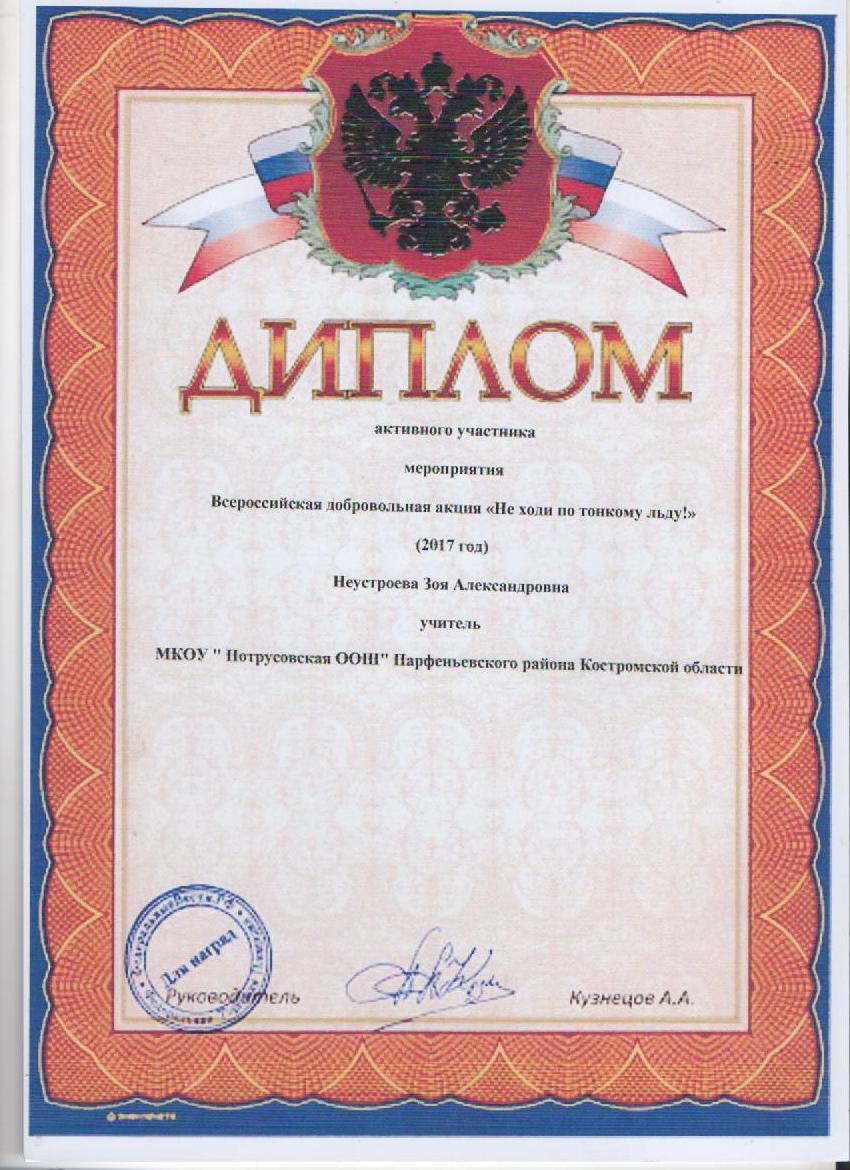 ДИПЛОМ
активного участника
мероприятия
Всероссийская добровольная акция «Не ходи по тонкому льду!»
(2017 год)
Неустроева Зоя Александровна
учитель
МКОУ " Потрусовская ООШ" Парфеньевского района Костромской области
Для наград
Руководитель
Кузнецов А.А.